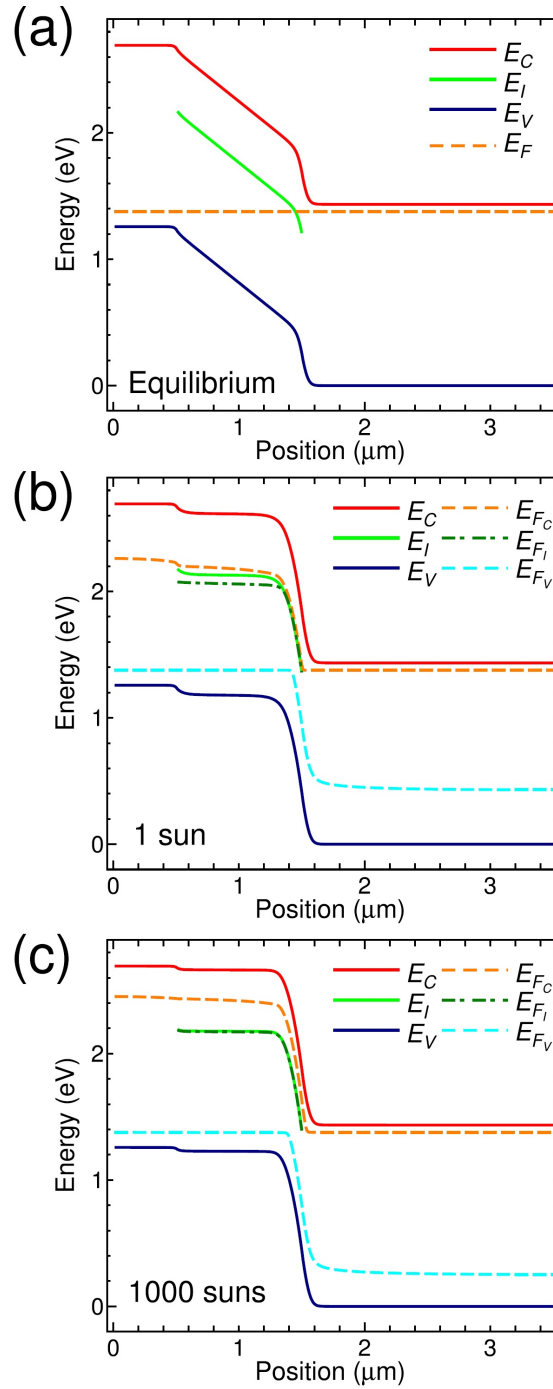 (a)
E_C
E_I
E_V
E_F
2
1
0
Energy (eV)
Equilibrium
0 1 2 3
Position (μm)
(b)
E_C E_{F_C}
E_I E_{F_I}
E_V E_{F_V}
2
1
0
Energy (eV)
1 sun
0 1 2 3
Position (μm)
(c)
E_C E_{F_C}
E_I E_{F_I}
E_V E_{F_V}
2
1
0
Energy (eV)
1000 suns
0 1 2 3
Position (μm)